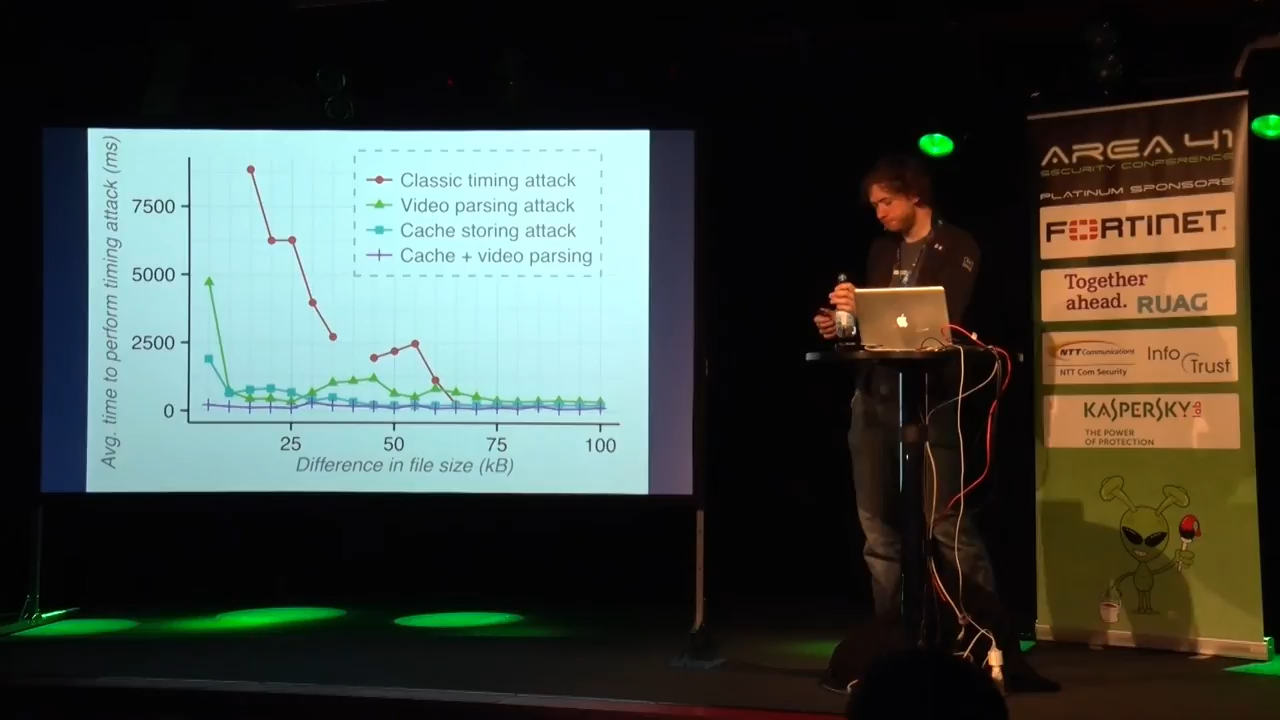 Avg. time to perform timing attack (ms)
7500
5000
2500
0
25 50 75 100
Difference in file size (kB)
Classic timing attack
Video parsing attack
Cache storing attack
Cache + video parsing
AREA 41
SECURITY CONFERENCE
PLATINUM SPONSORS
FORTINET
Together
ahead. RUAG
NTT Communications
NTT Com Security
Info
Trust
KASPERSKY lab
THE POWER
OF PROTECTION